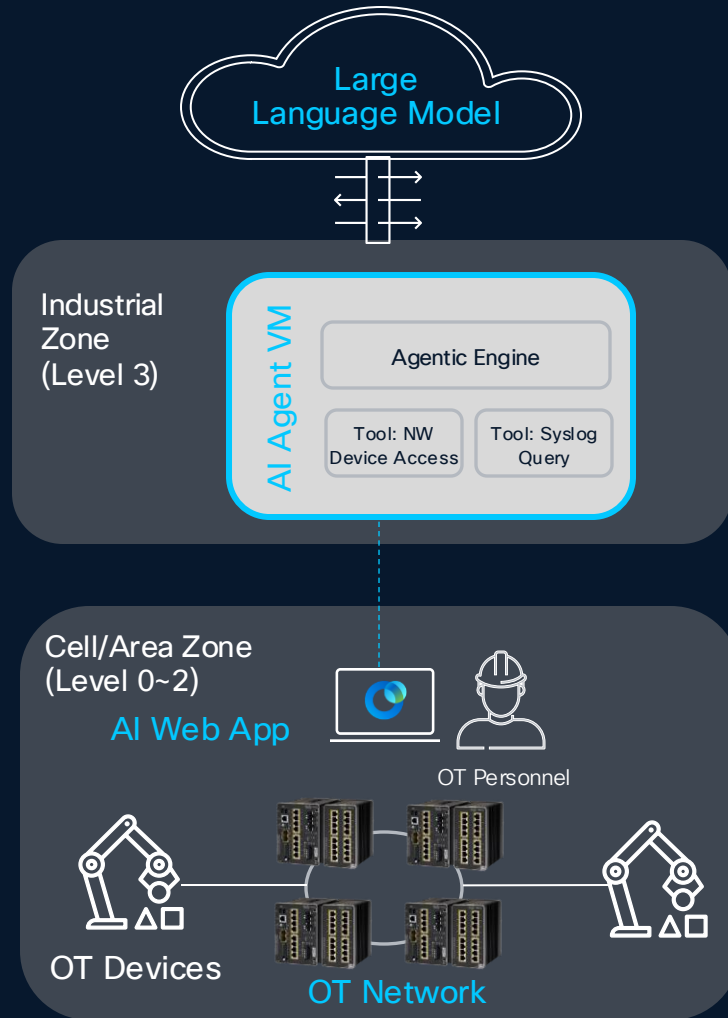 Large
Language Model
Industrial
Zone
(Level 3)
AI Agent VM
Agentic Engine
Tool: NW
Device Access
Tool: Syslog
Query
Cell/Area Zone
(Level 0~2)
AI Web App
OT Personnel
OT Devices
OT Network